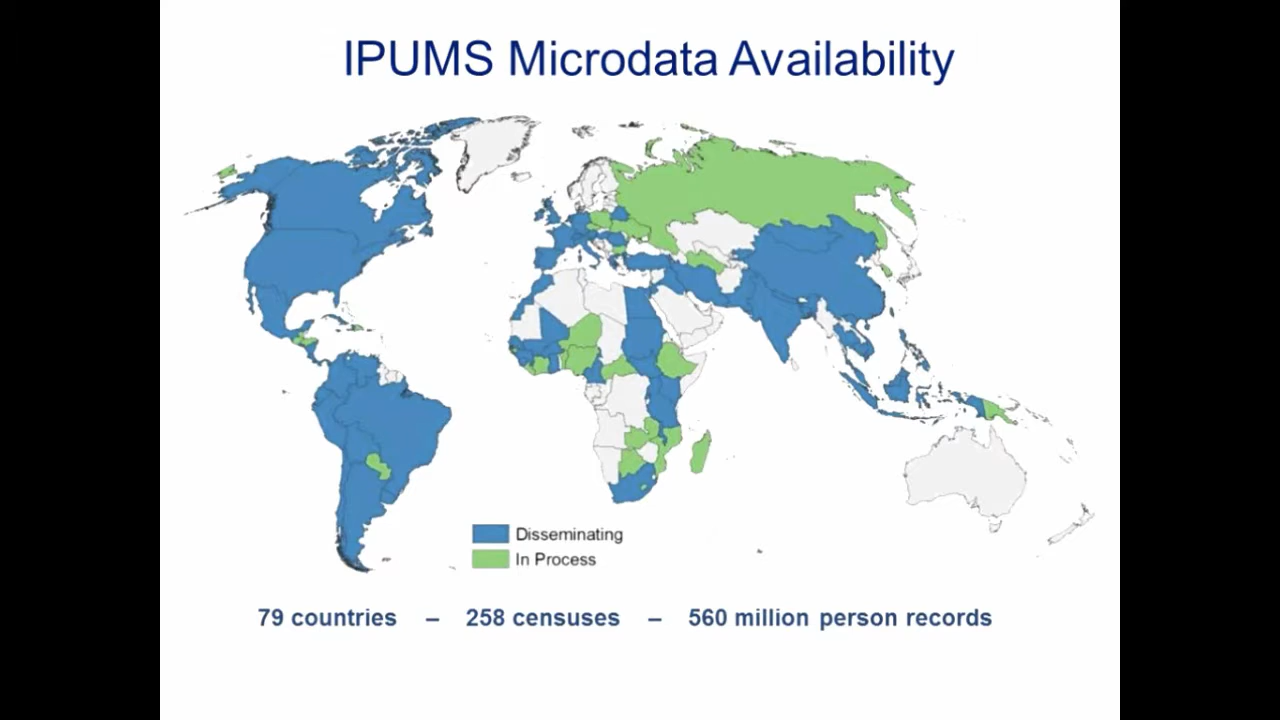 IPUMS Microdata Availability
Disseminating
In Process
79 countries – 258 censuses – 560 million person records